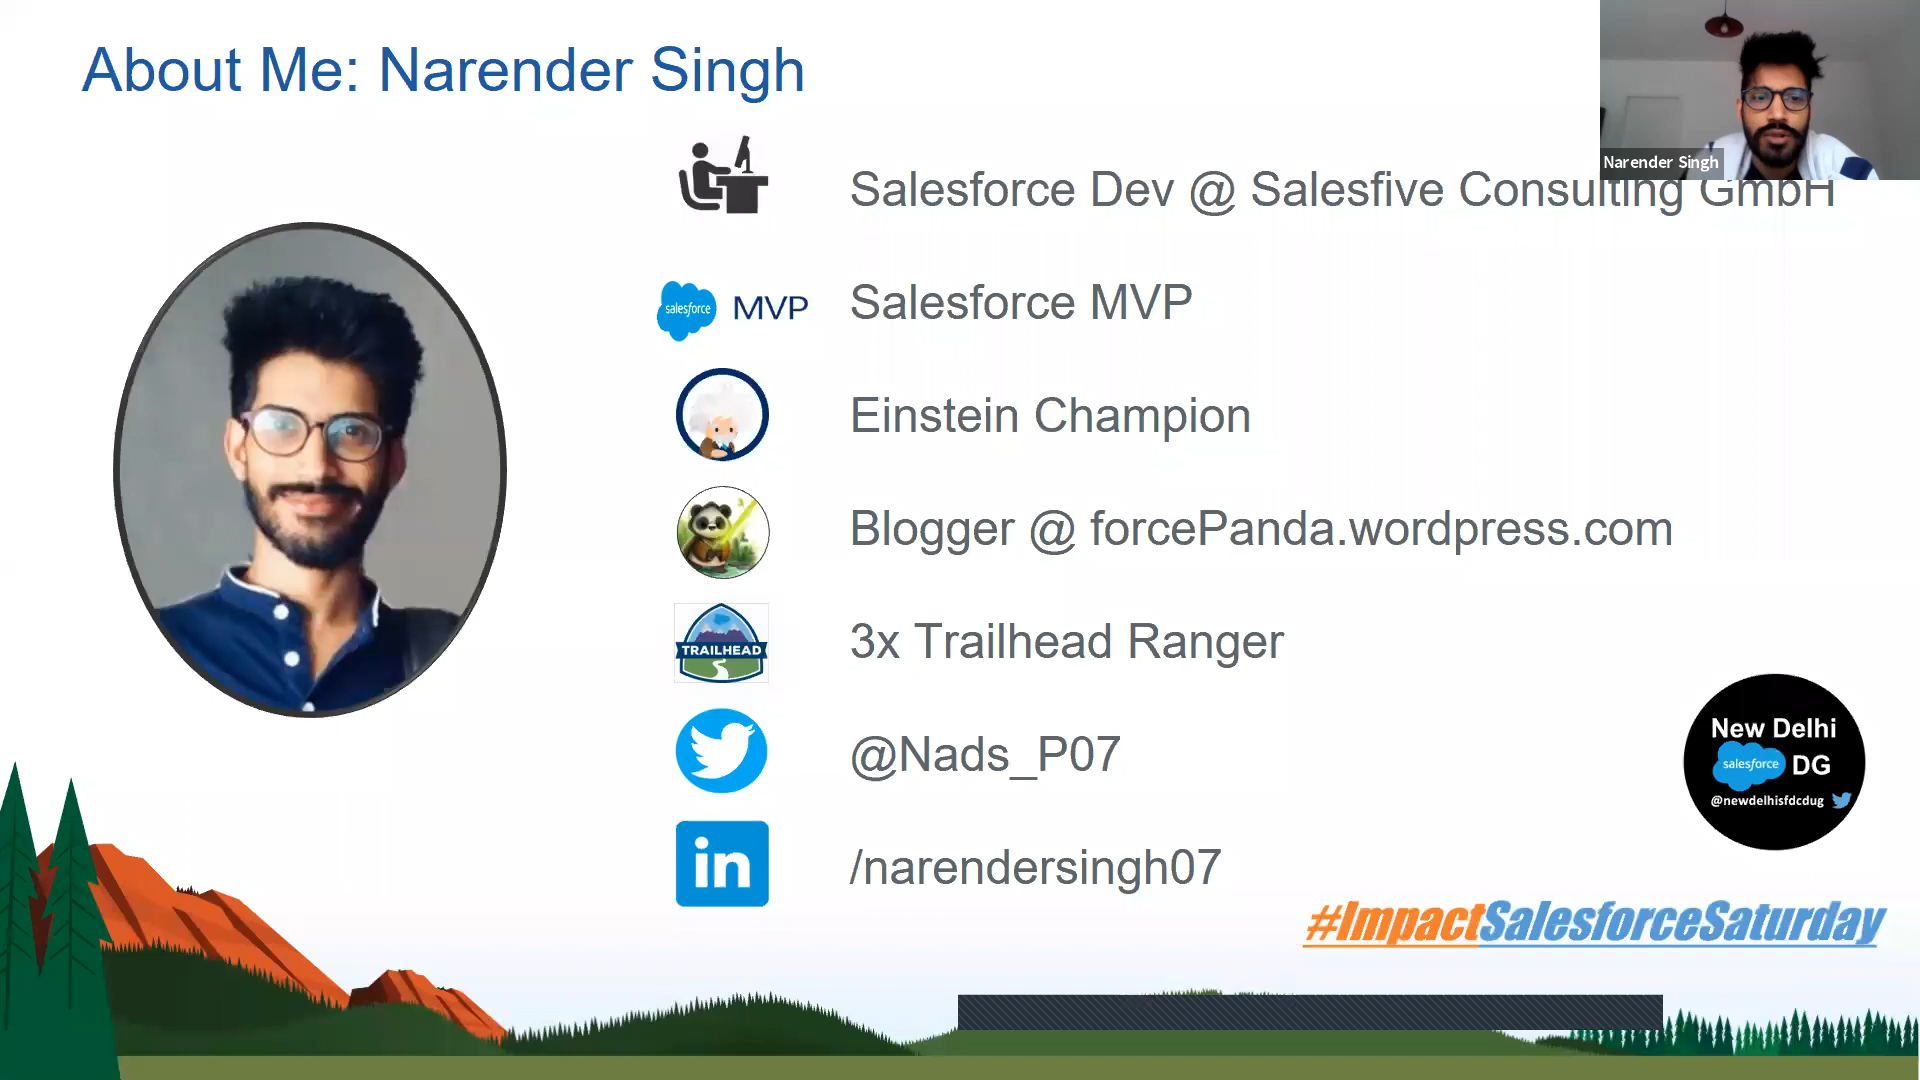 About Me: Narender Singh
Narender Singh
Salesforce Dev @ Salesfive Consulting GmbH
salesforce MVP
Salesforce MVP
Einstein Champion
Blogger @ forcePanda.wordpress.com
TRAILHEAD
3x Trailhead Ranger
@Nads_P07
in
/narendersingh07
New Delhi
salesforce DG
@newdelhisfdcdug
#ImpactSalesforceSaturday